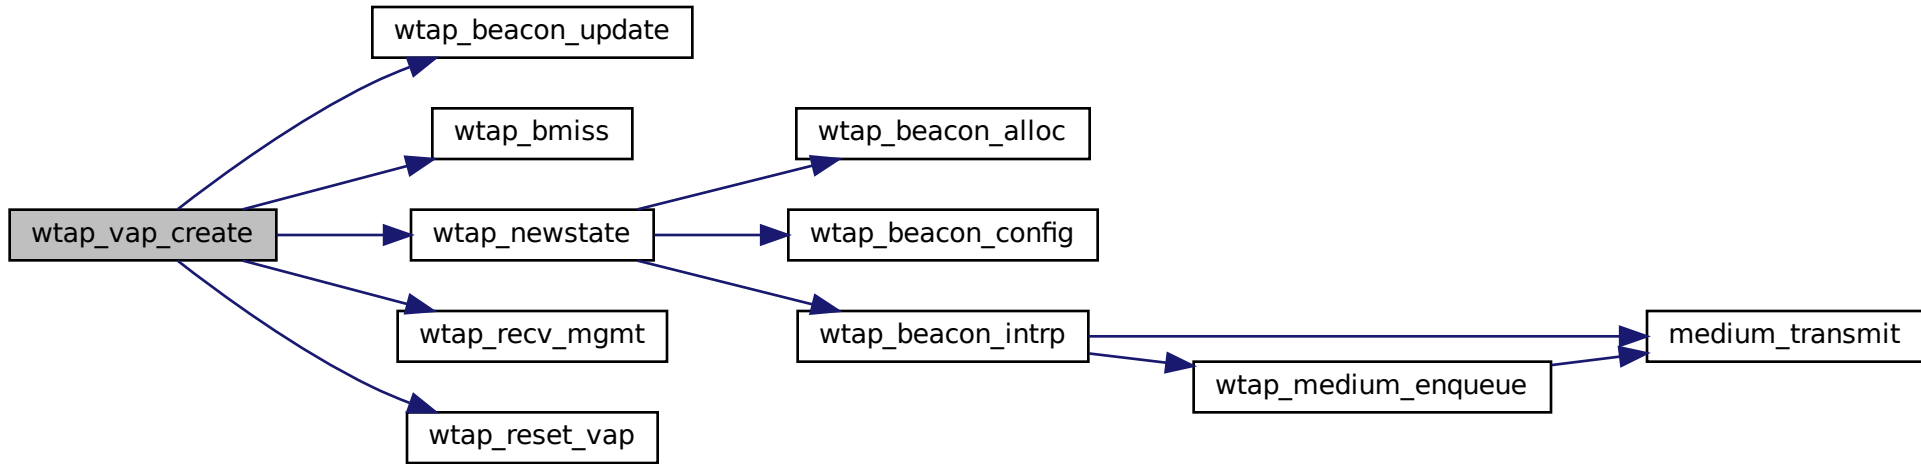 wtap_beacon_update
wtap_bmiss
wtap_beacon_alloc
wtap_vap_create
wtap_newstate
wtap_beacon_config
wtap_recv_mgmt
wtap_beacon_intrp
medium_transmit
wtap_medium_enqueue
wtap_reset_vap